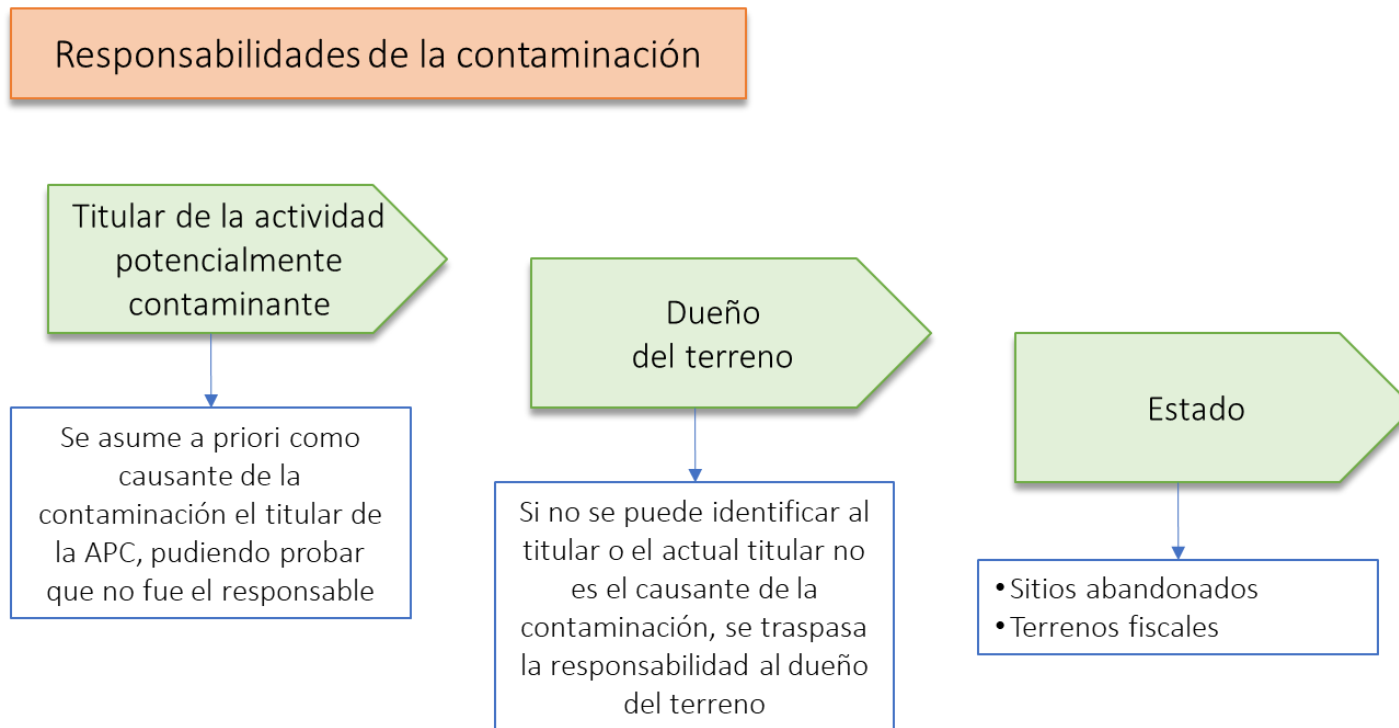 Responsabilidades de la contaminación
Titular de la actividad
potencialmente
contaminante
Se asume a priori como
causante de la
contaminación el titular de
la APC, pudiendo probar
que no fue el responsable
Dueño
del terreno
Si no se puede identificar al
titular o el actual titular no
es el causante de la
contaminación, se traspasa
la responsabilidad al dueño
del terreno
Estado
• Sitios abandonados
• Terrenos fiscales